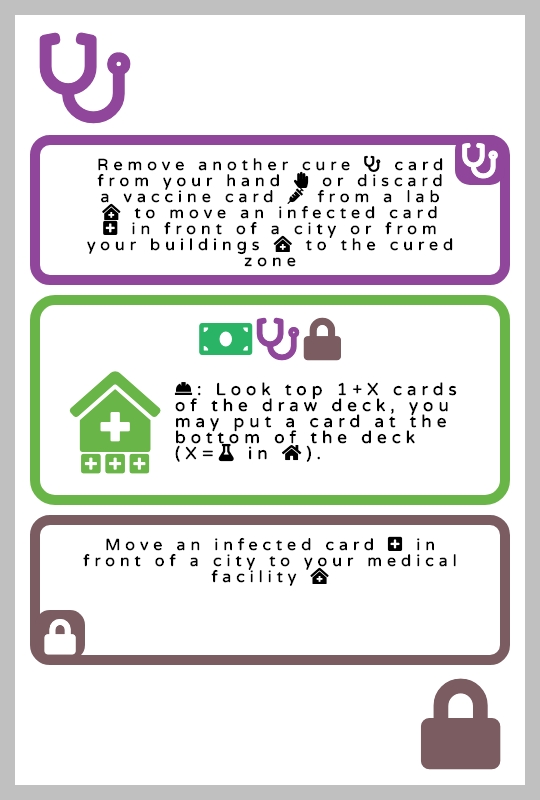 Remove another cure card
from your hand or discard
a vaccine card from a lab
to move an infected card
in front of a city or from
your buildings to the cured
zone
: Look top 1+X cards
of the draw deck, you
may put a card at the
bottom of the deck
(X= in ).
Move an infected card in
front of a city to your medical
facility